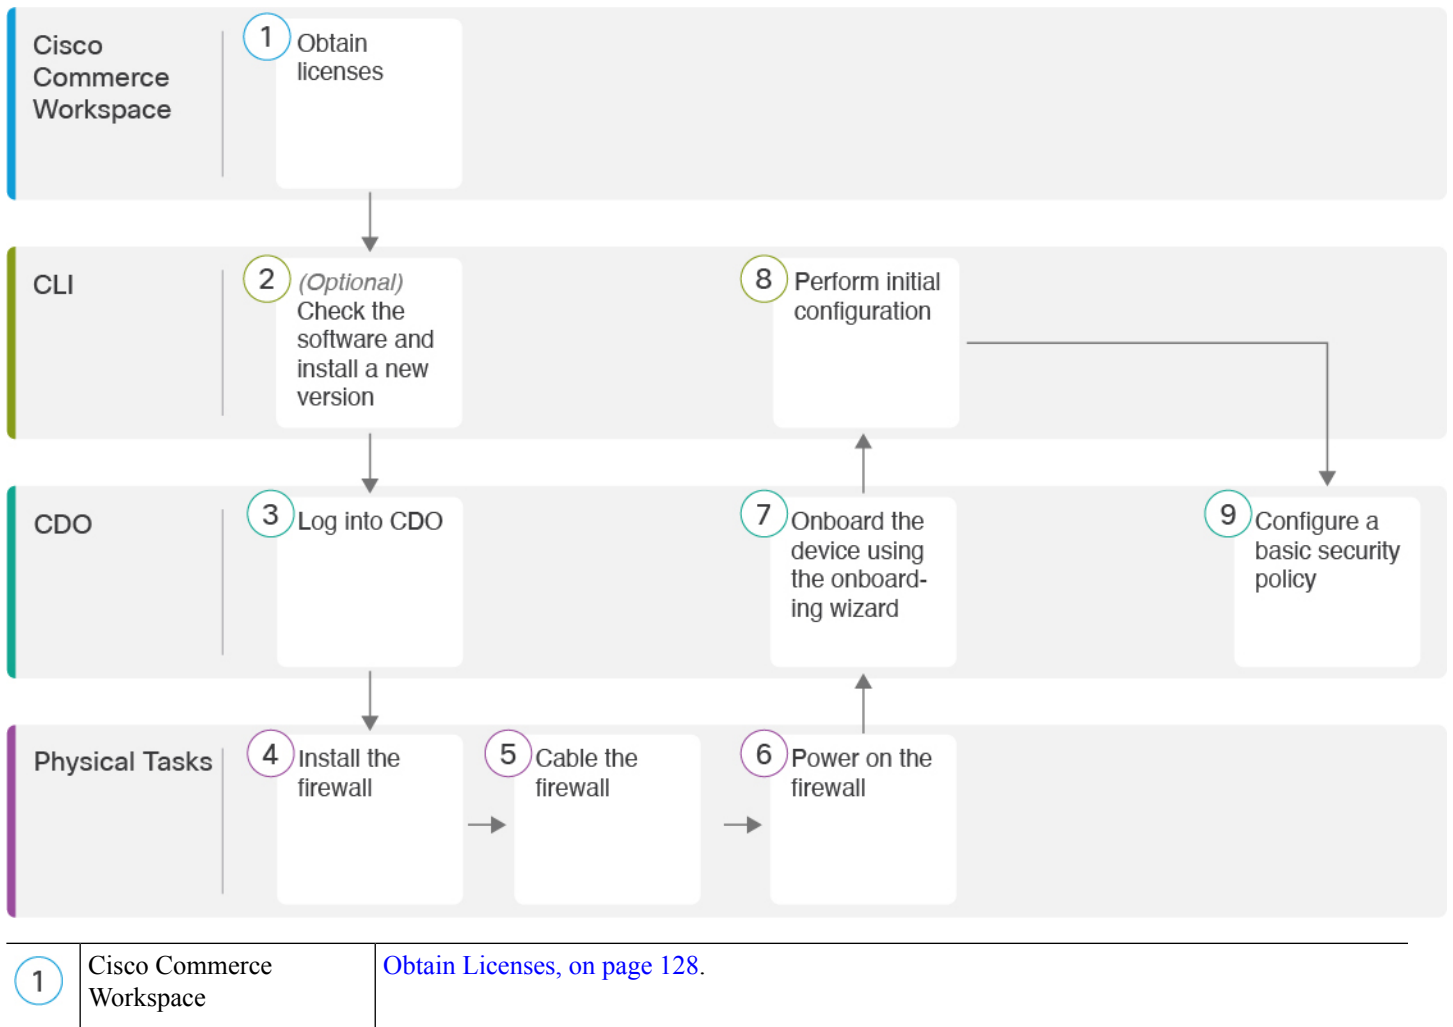 Cisco
Commerce
Workspace
1
Obtain
licenses
CLI
2
(Optional)
Check the
software and
install a new
version
8
Perform initial
configuration
CDO
3
Log into CDO
7
Onboard the
device using
the onboard-
ing wizard
9
Configure a
basic security
policy
Physical Tasks
4
Install the
firewall
5
Cable the
firewall
6
Power on the
firewall
1
Cisco Commerce
Workspace
Obtain Licenses, on page 128.